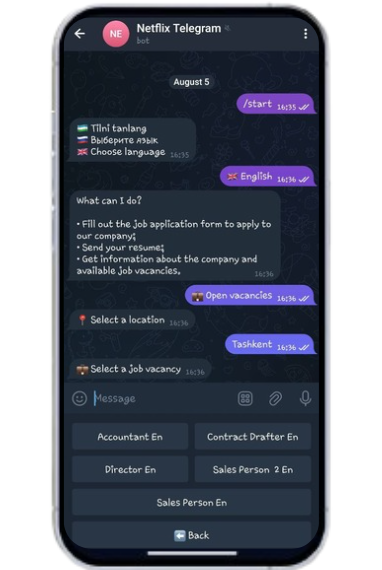 NE
Netflix Telegram
bot
August 5
/start 16:35
🇺🇿 Tilni tanlang
🇷🇺 Выберите язык
🇬🇧 Choose language 16:35
🇬🇧 English 16:36
What can I do?
• Fill out the job application form to apply to
our company;
• Send your resume;
• Get information about the company and
available job vacancies.
16:36
💼 Open vacancies 16:36
📍 Select a location 16:36
Tashkent 16:36
💼 Select a job vacancy 16:36
Message
Accountant En
Contract Drafter En
Director En
Sales Person 2 En
Sales Person En
⬅️ Back